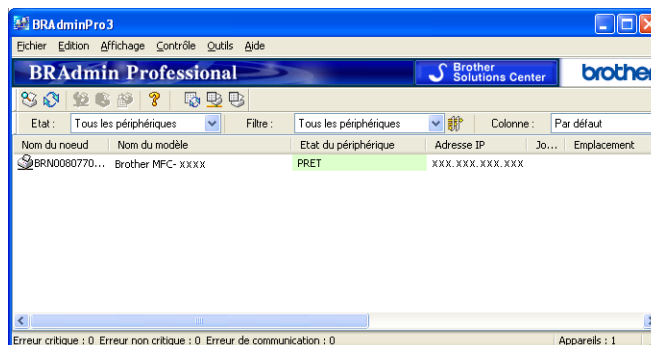 BRAdminPro3
Fichier Edition Affichage Contrôle Outils Aide
BRAdmin Professional Brother Solutions Center brother
Etat : Tous les périphériques Filtre : Tous les périphériques Colonne : Par défaut
Nom du noeud Nom du modèle Etat du périphérique Adresse IP Jo... Emplacement
BRN0080770... Brother MFC- xxxx PRET xxx.xxx.xxx.xxx
Erreur critique : 0 Erreur non critique : 0 Erreur de communication : 0 Appareils : 1